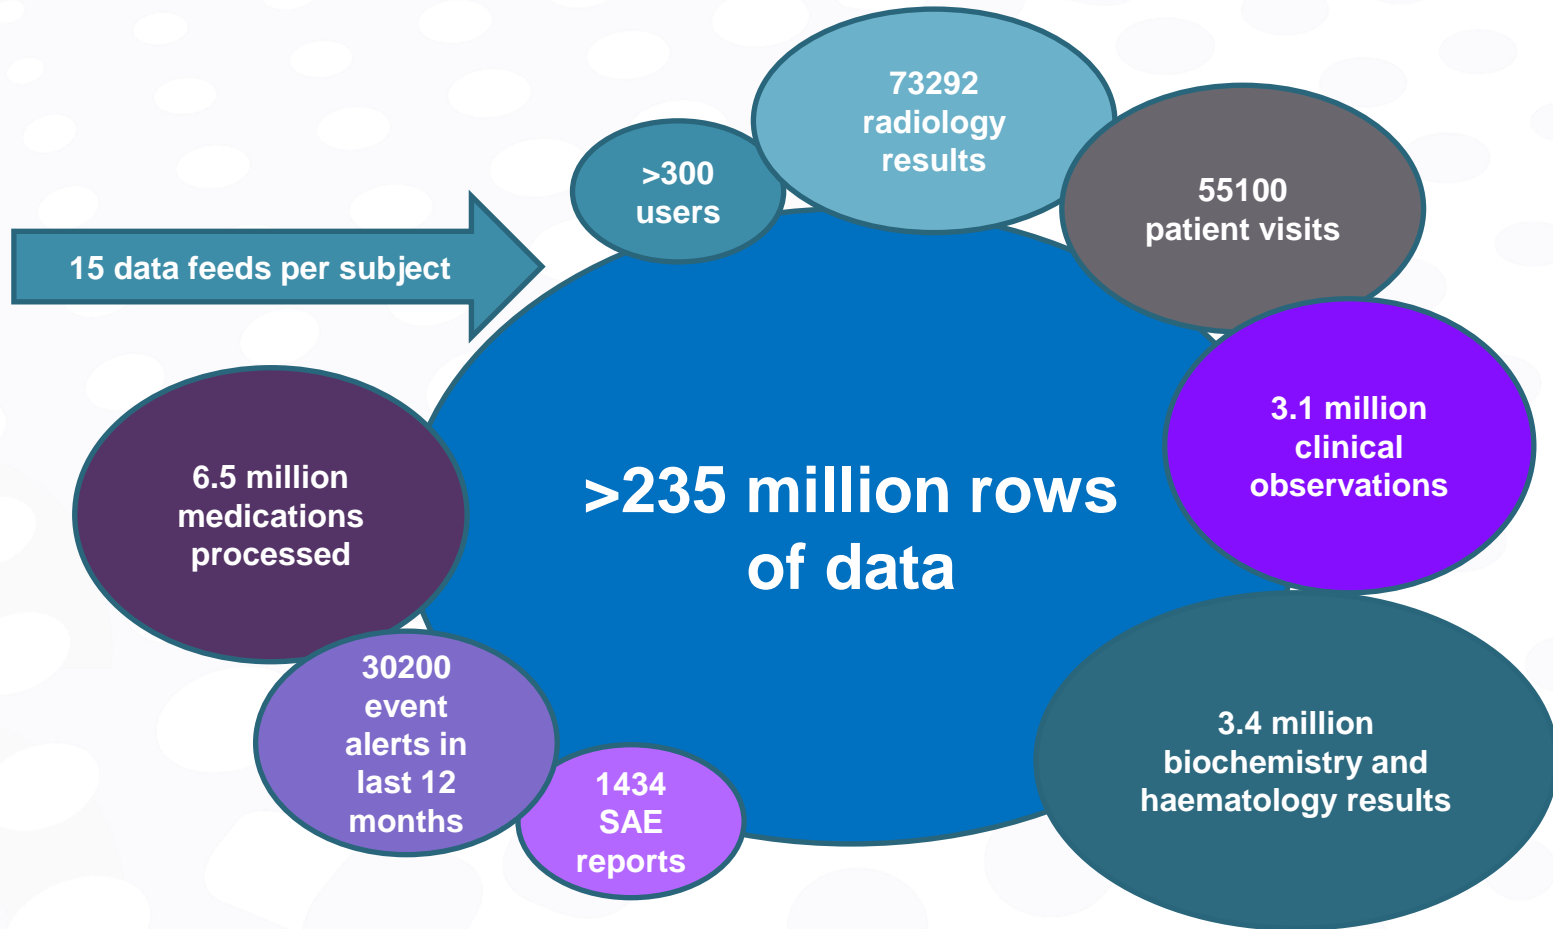 73292
radiology
results
>300
users
55100
patient visits
15 data feeds per subject
3.1 million
clinical
observations
6.5 million
medications
processed
>235 million rows
of data
30200
event
alerts in
last 12
months
3.4 million
biochemistry and
haematology results
1434
SAE
reports